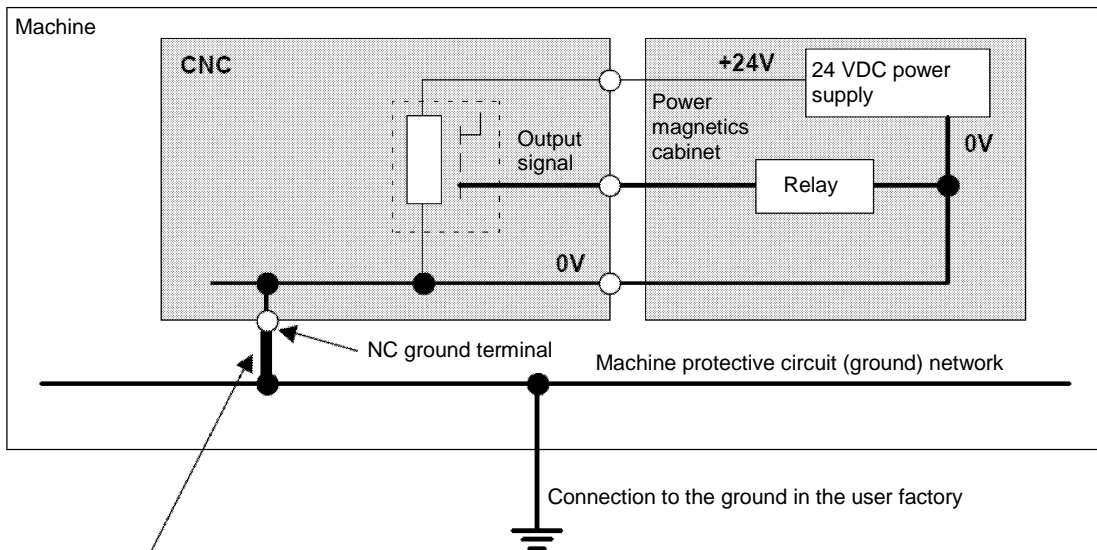 Machine
CNC
+24V
24 VDC power
supply
Power
magnetics
cabinet
0V
Output
signal
Relay
0V
NC ground terminal
Machine protective circuit (ground) network
Connection to the ground in the user factory